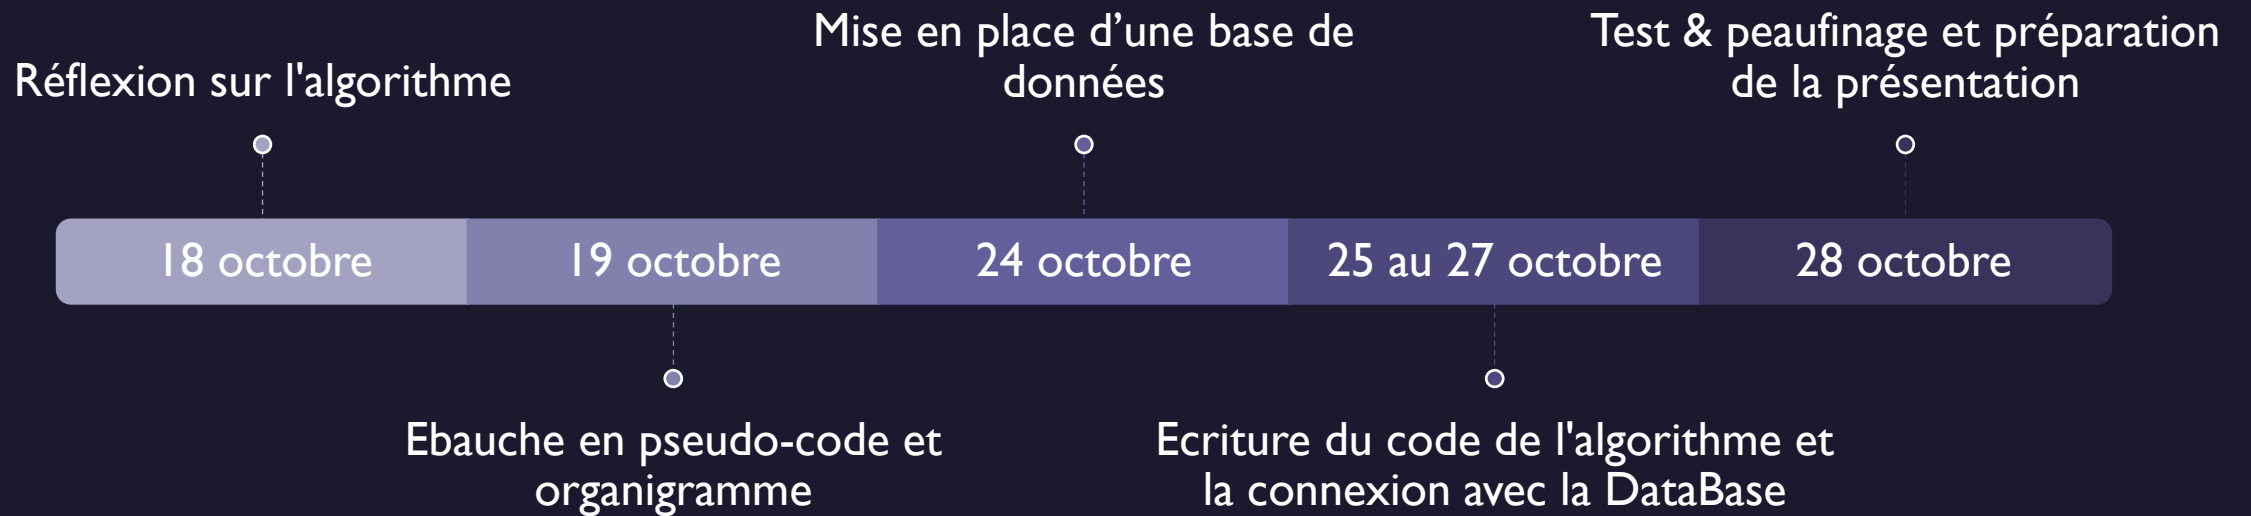 Réflexion sur l'algorithme
Mise en place d’une base de
données
Test & peaufinage et préparation
de la présentation
18 octobre
19 octobre
24 octobre
25 au 27 octobre
28 octobre
Ebauche en pseudo-code et
organigramme
Ecriture du code de l'algorithme et
la connexion avec la DataBase